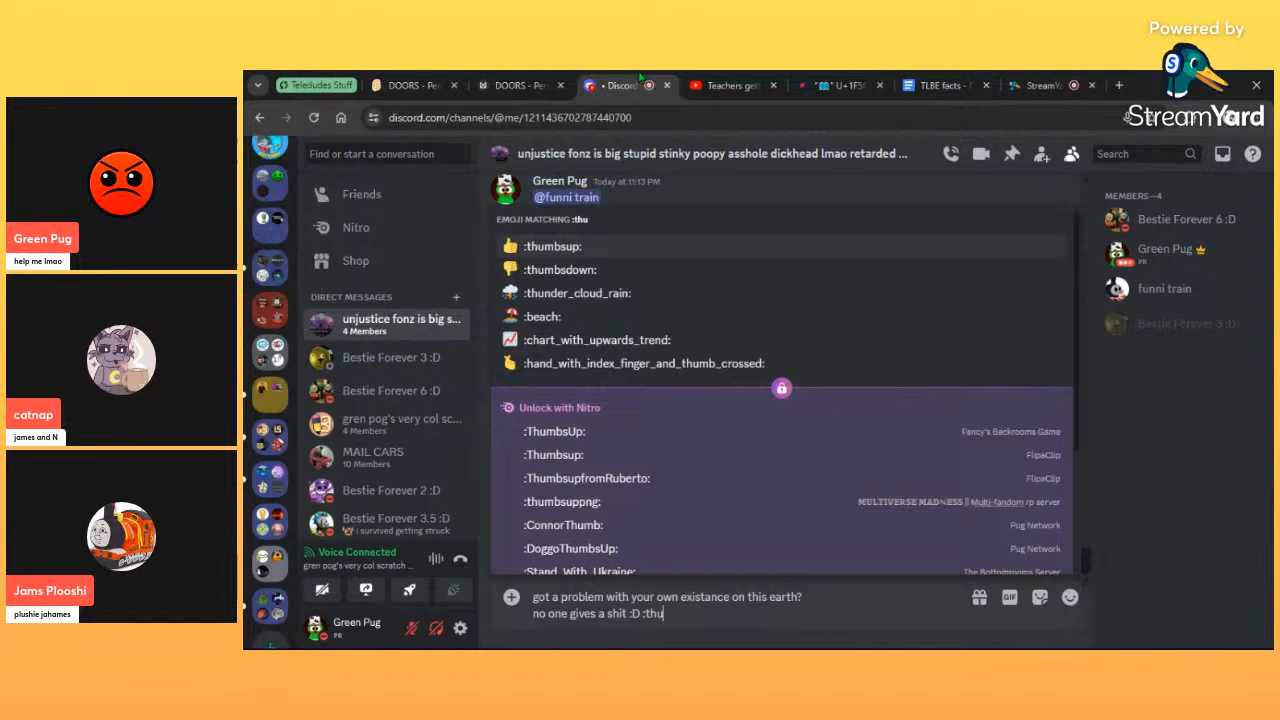 Powered by
StreamYard
Green Pug
help me lmao
catnap
james and N
Jams Plooshi
plushie jahames
Teledudes Stuff
DOORS - Per
DOORS - Per
• Discord
Teachers get
U+1F5
TLBE facts -
StreamY
discord.com/channels/@me/1211436702787440700
Find or start a conversation
Friends
Nitro
Shop
DIRECT MESSAGES
unjustice fonz is big s...
4 Members
Bestie Forever 3 :D
Bestie Forever 6 :D
gren pog's very col sc...
4 Members
MAIL CARS
10 Members
Bestie Forever 2 :D
Bestie Forever 3.5 :D
i survived getting struck
Voice Connected
gren pog's very col scratch ...
Green Pug
PR
unjustice fonz is big stupid stinky poopy asshole dickhead lmao retarded ...
Search
Green Pug Today at 11:13 PM
@funni train
EMOJI MATCHING :thu
:thumbsup:
:thumbsdown:
:thunder_cloud_rain:
:beach:
:chart_with_upwards_trend:
:hand_with_index_finger_and_thumb_crossed:
Unlock with Nitro
:ThumbsUp: Fancy's Backrooms Game
:Thumbsup: FlipaClip
:ThumbsupfromRuberto: FlipaClip
:thumbsuppng: MULTIVERSE MADNESS || Multi-fandom rp server
:ConnorThumb: Pug Network
:DoggoThumbsUp: Pug Network
:Stand_With_Ukraine: The Bottomrooms Server
got a problem with your own existance on this earth?
GIF
no one gives a shit :D :thu
MEMBERS—4
Bestie Forever 6 :D
Green Pug
PR
funni train
Bestie Forever 3 :D